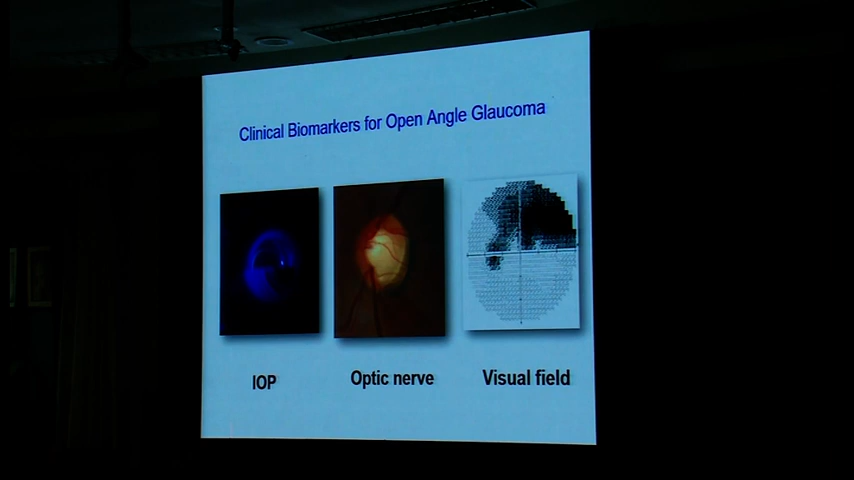 Clinical Biomarkers for Open Angle Glaucoma
IOP
Optic nerve
Visual field